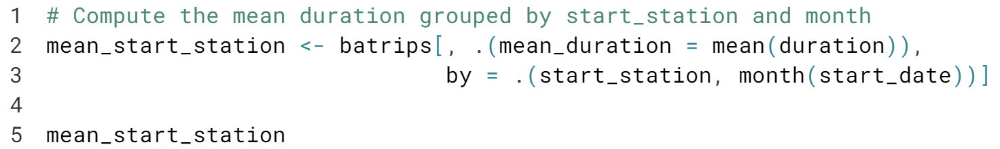 1 # Compute the mean duration grouped by start_station and month
2 mean_start_station <- batrips[, .(mean_duration = mean(duration)),
3                               by = .(start_station, month(start_date))]
4
5 mean_start_station